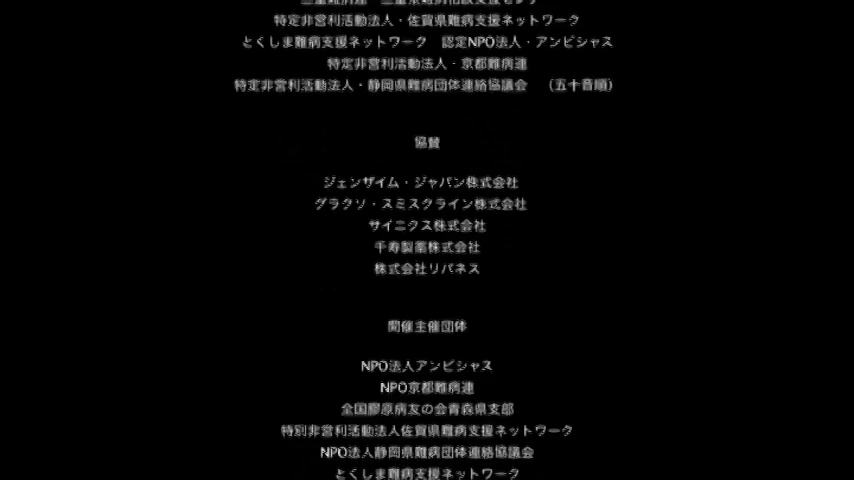 特定非営利活動法人・佐賀県難病支援ネットワーク
とくしま難病支援ネットワーク　認定NPO法人・アンビシャス
特定非営利活動法人・京都難病連
特定非営利活動法人・静岡県難病団体連絡協議会　（五十音順）
協賛
ジェンザイム・ジャパン株式会社
グラクソ・スミスクライン株式会社
サイニクス株式会社
千寿製薬株式会社
株式会社リバネス
開催主催団体
NPO法人アンビシャス
NPO京都難病連
全国膠原病友の会青森県支部
特別非営利活動法人佐賀県難病支援ネットワーク
NPO法人静岡県難病団体連絡協議会
とくしま難病支援ネットワーク